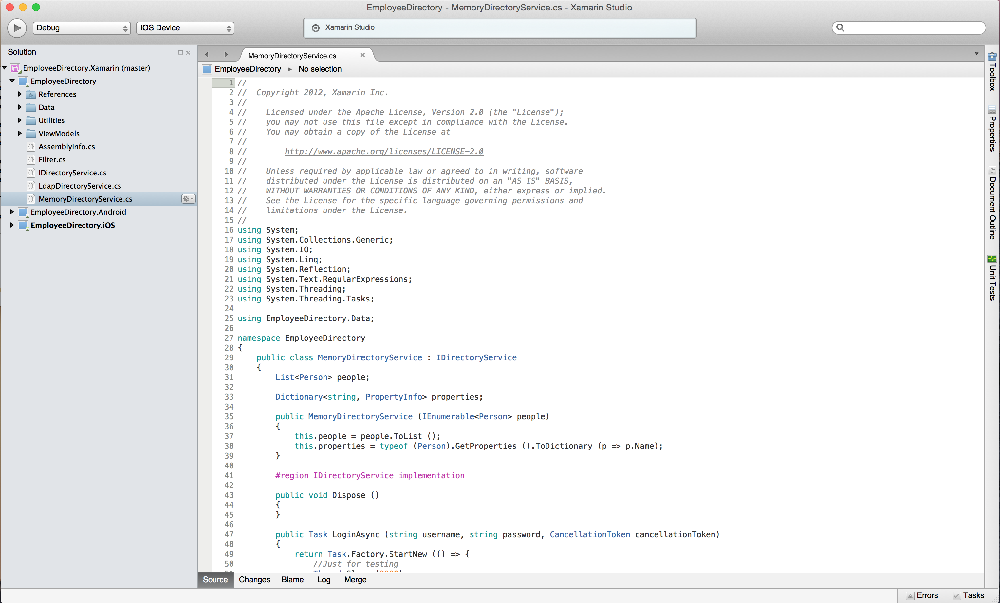 EmployeeDirectory - MemoryDirectoryService.cs - Xamarin Studio
Debug
iOS Device
Xamarin Studio
Solution
EmployeeDirectory.Xamarin (master)
EmployeeDirectory
References
Data
Utilities
ViewModels
AssemblyInfo.cs
Filter.cs
IDirectoryService.cs
LdapDirectoryService.cs
MemoryDirectoryService.cs
EmployeeDirectory.Android
EmployeeDirectory.iOS
MemoryDirectoryService.cs
EmployeeDirectory ▸ No selection
1 //
2 //  Copyright 2012, Xamarin Inc.
3 //
4 //    Licensed under the Apache License, Version 2.0 (the "License");
5 //    you may not use this file except in compliance with the License.
6 //    You may obtain a copy of the License at
7 //
8 //        http://www.apache.org/licenses/LICENSE-2.0
9 //
10 //    Unless required by applicable law or agreed to in writing, software
11 //    distributed under the License is distributed on an "AS IS" BASIS,
12 //    WITHOUT WARRANTIES OR CONDITIONS OF ANY KIND, either express or implied.
13 //    See the License for the specific language governing permissions and
14 //    limitations under the License.
15 //
16 using System;
17 using System.Collections.Generic;
18 using System.IO;
19 using System.Linq;
20 using System.Reflection;
21 using System.Text.RegularExpressions;
22 using System.Threading;
23 using System.Threading.Tasks;
24
25 using EmployeeDirectory.Data;
26
27 namespace EmployeeDirectory
28 {
29     public class MemoryDirectoryService : IDirectoryService
30     {
31         List<Person> people;
32
33         Dictionary<string, PropertyInfo> properties;
34
35         public MemoryDirectoryService (IEnumerable<Person> people)
36         {
37             this.people = people.ToList ();
38             this.properties = typeof (Person).GetProperties ().ToDictionary (p => p.Name);
39         }
40
41         #region IDirectoryService implementation
42
43         public void Dispose ()
44         {
45         }
46
47         public Task LoginAsync (string username, string password, CancellationToken cancellationToken)
48         {
49             return Task.Factory.StartNew (() => {
50                 //Just for testing
Source Changes Blame Log Merge
Toolbox
Properties
Document Outline
Unit Tests
Errors Tasks